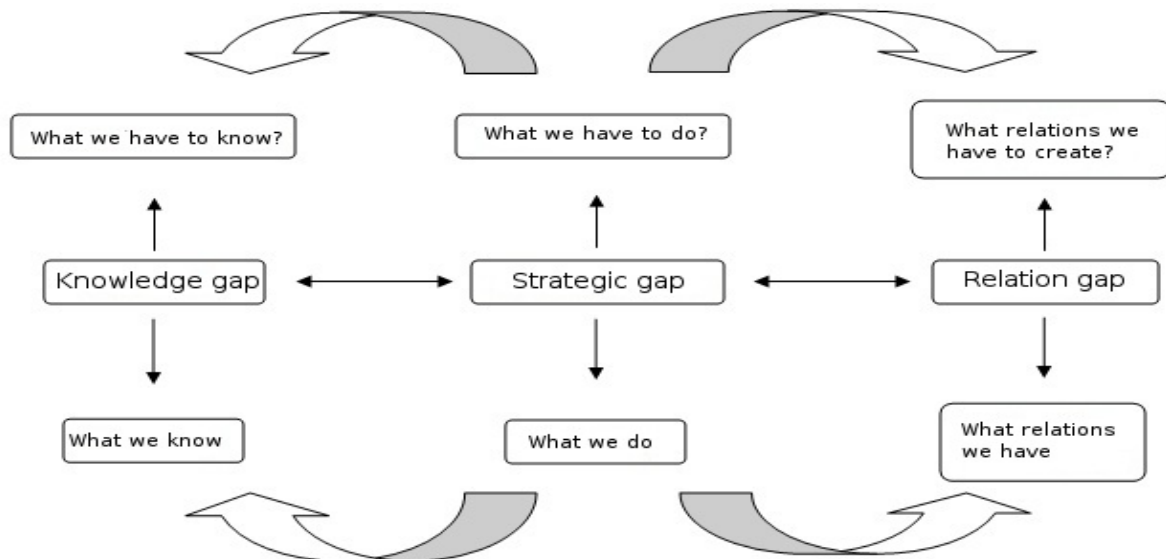 What we have to know?
What we have to do?
What relations we
have to create?
Knowledge gap
Strategic gap
Relation gap
What we know
What we do
What relations
we have